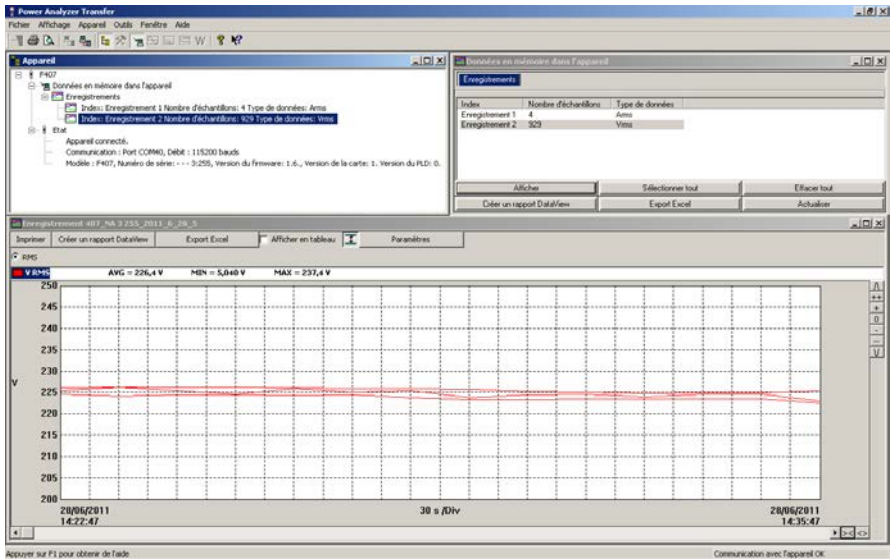 Power Analyzer Transfer
Fichier Affichage Appareil Outils Fenêtre Aide
Appareil
F407
Données en mémoire dans l'appareil
Enregistrements
Index: Enregistrement 1 Nombre d'échantillons: 4 Type de données: Arms
Index: Enregistrement 2 Nombre d'échantillons: 929 Type de données: Vrms
Etat
Appareil connecté.
Communication : Port COM40, Débit : 115200 bauds
Modèle : F407, Numéro de série: - - - 3:255, Version du firmware: 1.6., Version de la carte: 1. Version du PLD: 0.
Données en mémoire dans l'appareil
Enregistrements
Index Nombre d'échantillons Type de données
Enregistrement 1 4 Arms
Enregistrement 2 929 Vrms
Afficher Sélectionner tout Effacer tout
Créer un rapport DataView Export Excel Actualiser
Enregistrement 407_NA 3 255_2011_6_28_5
Imprimer Créer un rapport DataView Export Excel Afficher en tableau Paramètres
RMS
V RMS AVG = 226,4 V MIN = 5,040 V MAX = 237,4 V
250
245
240
235
230
V
225
220
215
210
205
200
28/06/2011 30 s /Div 28/06/2011
14:22:47 14:35:47
Appuyer sur F1 pour obtenir de l'aide Communication avec l'appareil OK